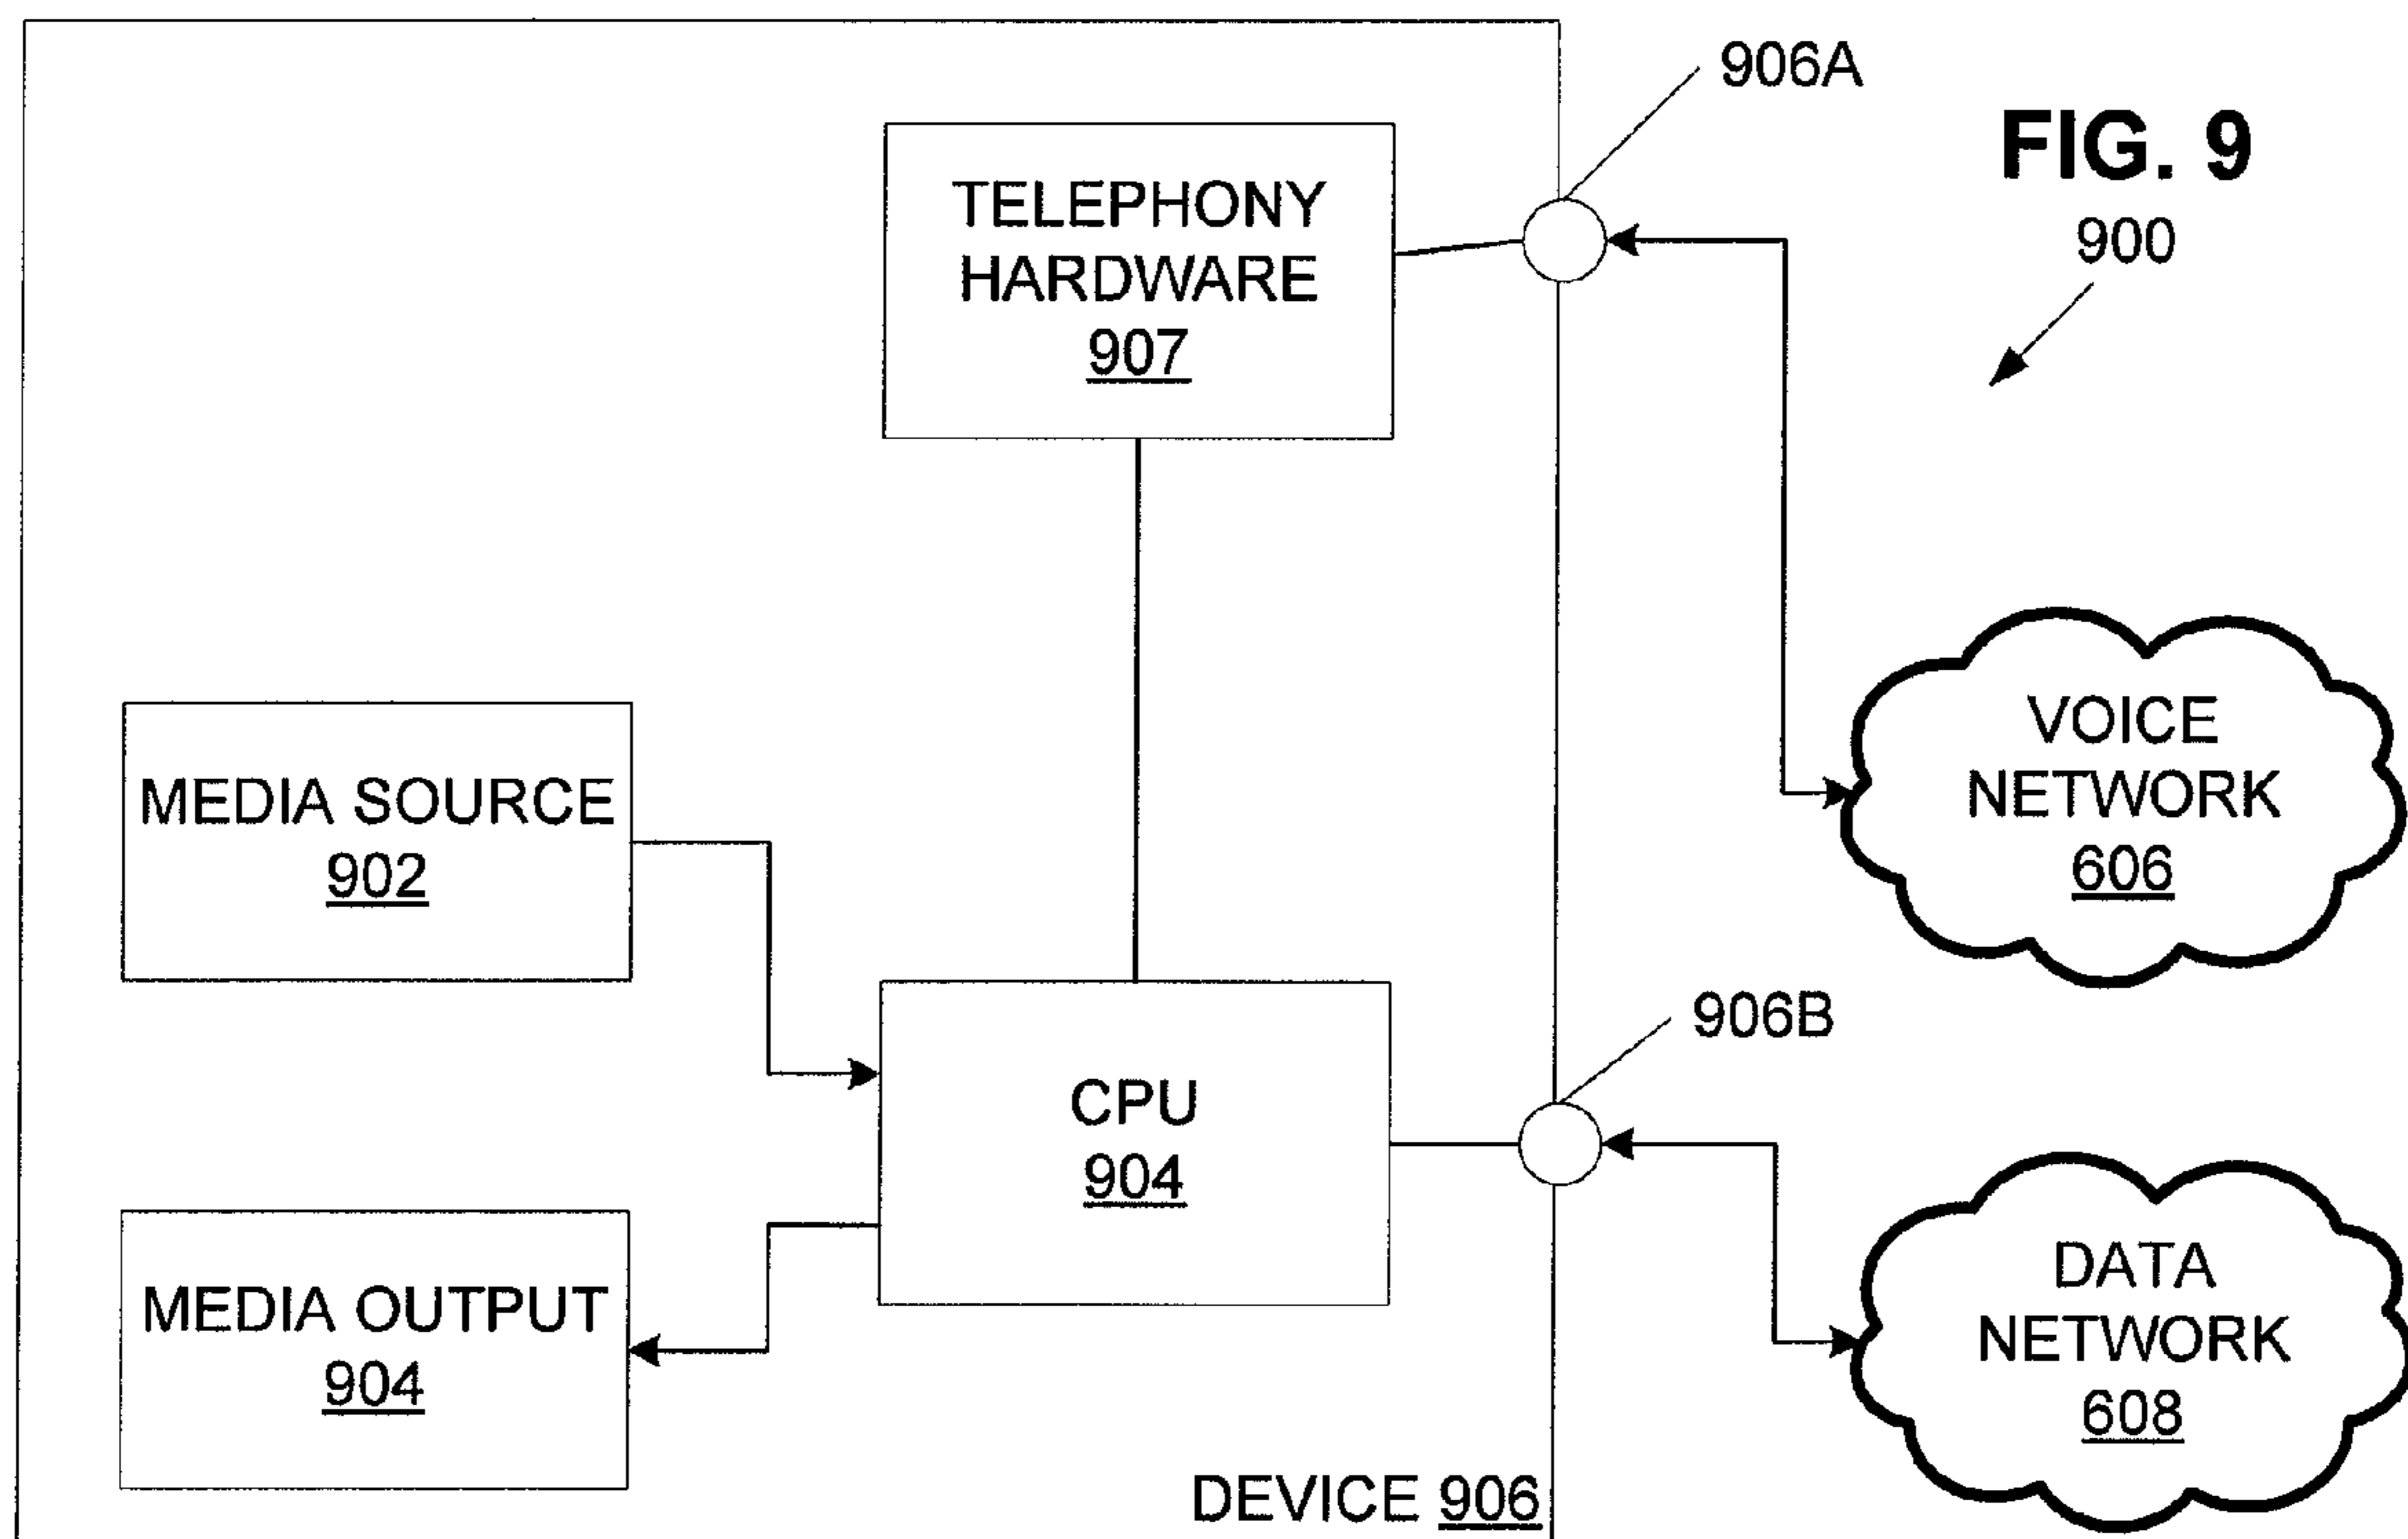 906A
FIG. 9
900
TELEPHONY
HARDWARE
907
VOICE
NETWORK
606
MEDIA SOURCE
902
906B
CPU
904
DATA
NETWORK
608
MEDIA OUTPUT
904
DEVICE 906